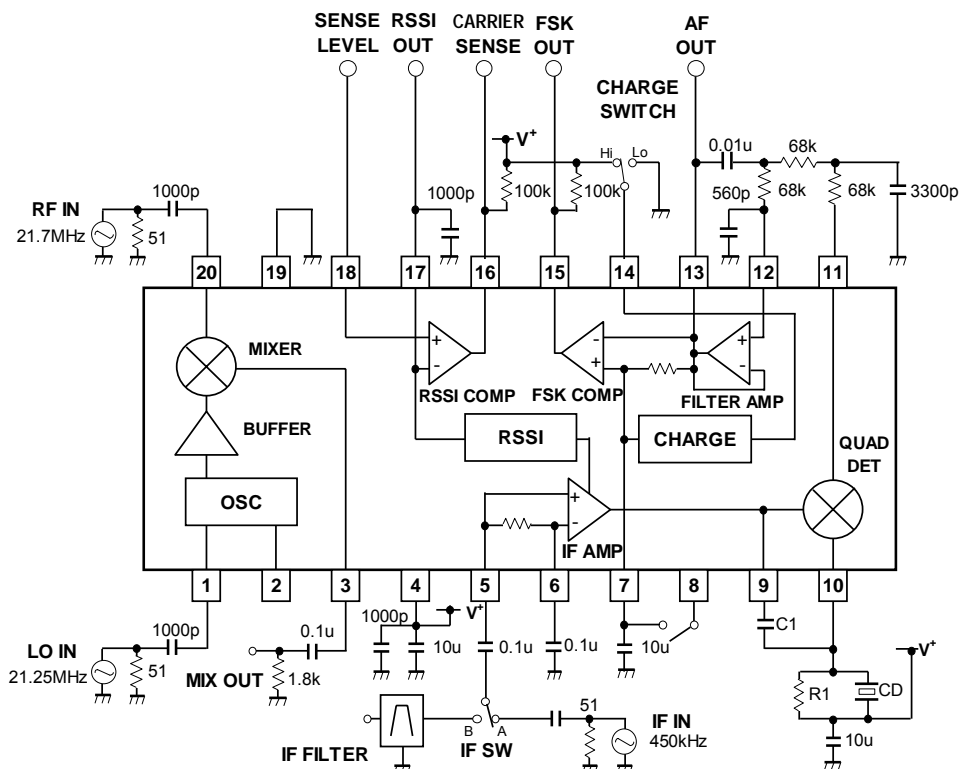 SENSE LEVEL
RSSI OUT
CARRIER SENSE
FSK OUT
AF OUT
CHARGE SWITCH
V+
Hi
Lo
0.01u
68k
1000p
100k
100k
560p
68k
68k
3300p
RF IN
21.7MHz
51
1000p
20
19
18
17
16
15
14
13
12
11
MIXER
+
-
RSSI COMP
-
+
FSK COMP
+
-
FILTER AMP
BUFFER
RSSI
CHARGE
QUAD DET
OSC
+
-
IF AMP
1
2
3
4
5
6
7
8
9
10
LO IN
21.25MHz
51
1000p
0.1u
MIX OUT
1.8k
1000p
10u
V+
0.1u
0.1u
10u
C1
V+
R1
CD
10u
IF FILTER
B
A
IF SW
51
IF IN
450kHz